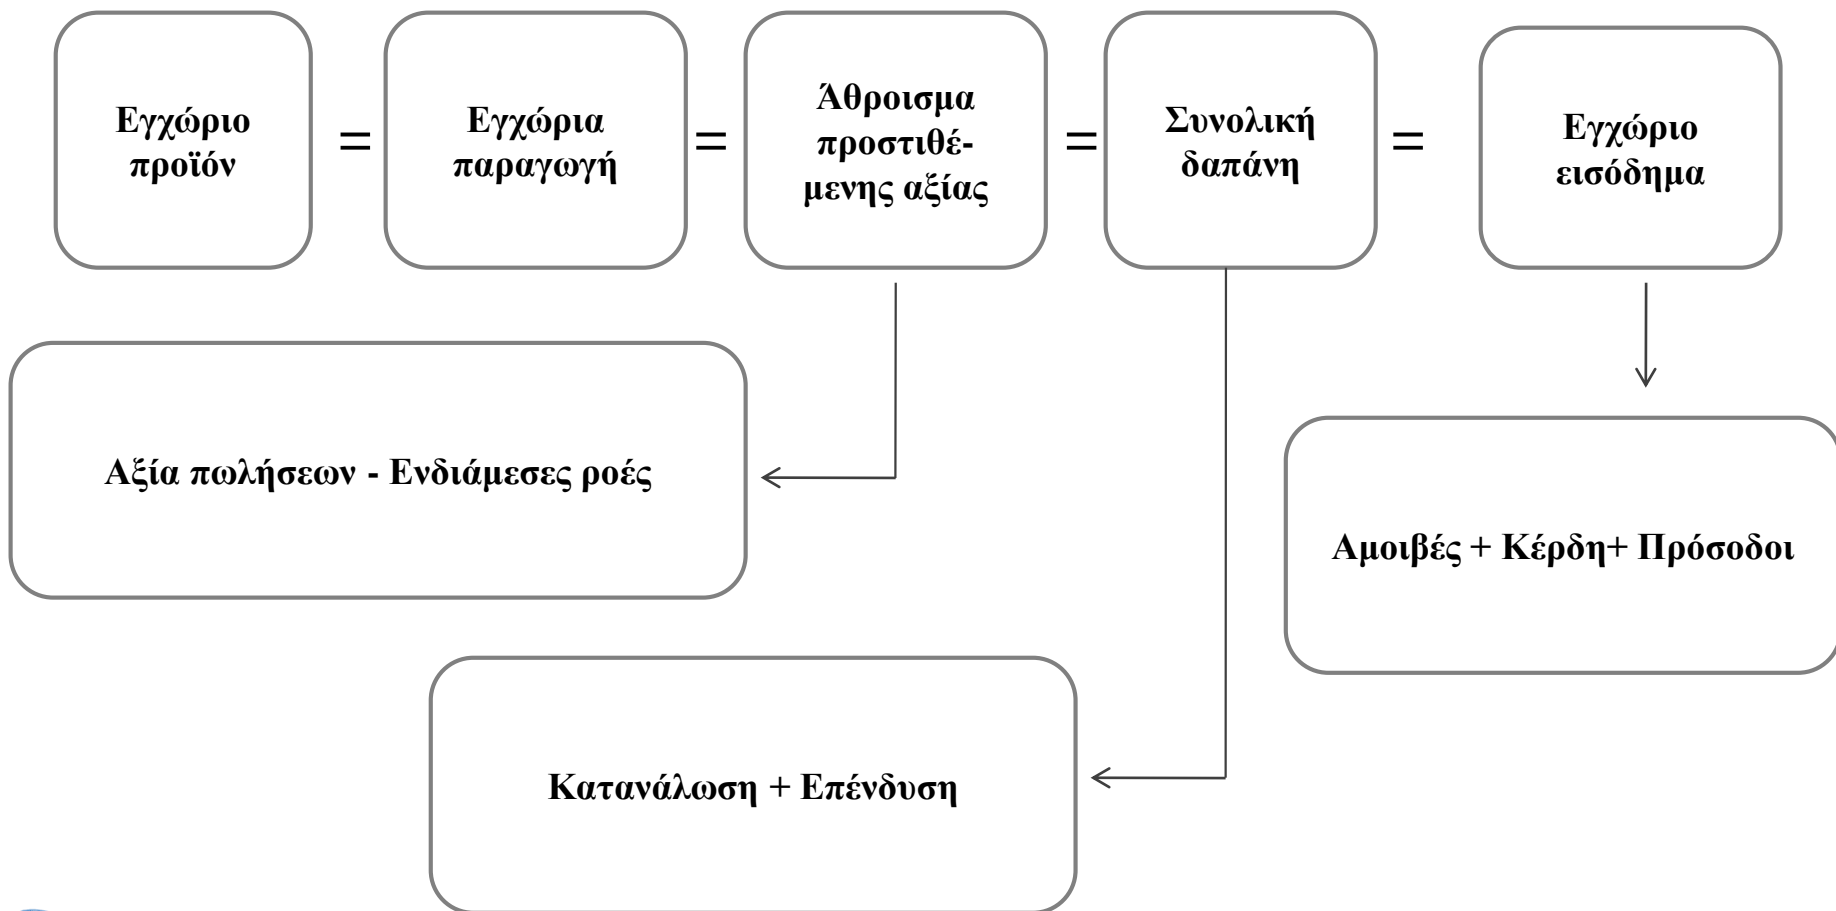 Εγχώριο
προϊόν
=
Εγχώρια
παραγωγή
=
Άθροισμα
προστιθέ-
μενης αξίας
=
Συνολική
δαπάνη
=
Εγχώριο
εισόδημα
Αξία πωλήσεων - Ενδιάμεσες ροές
Αμοιβές + Κέρδη+ Πρόσοδοι
Κατανάλωση + Επένδυση